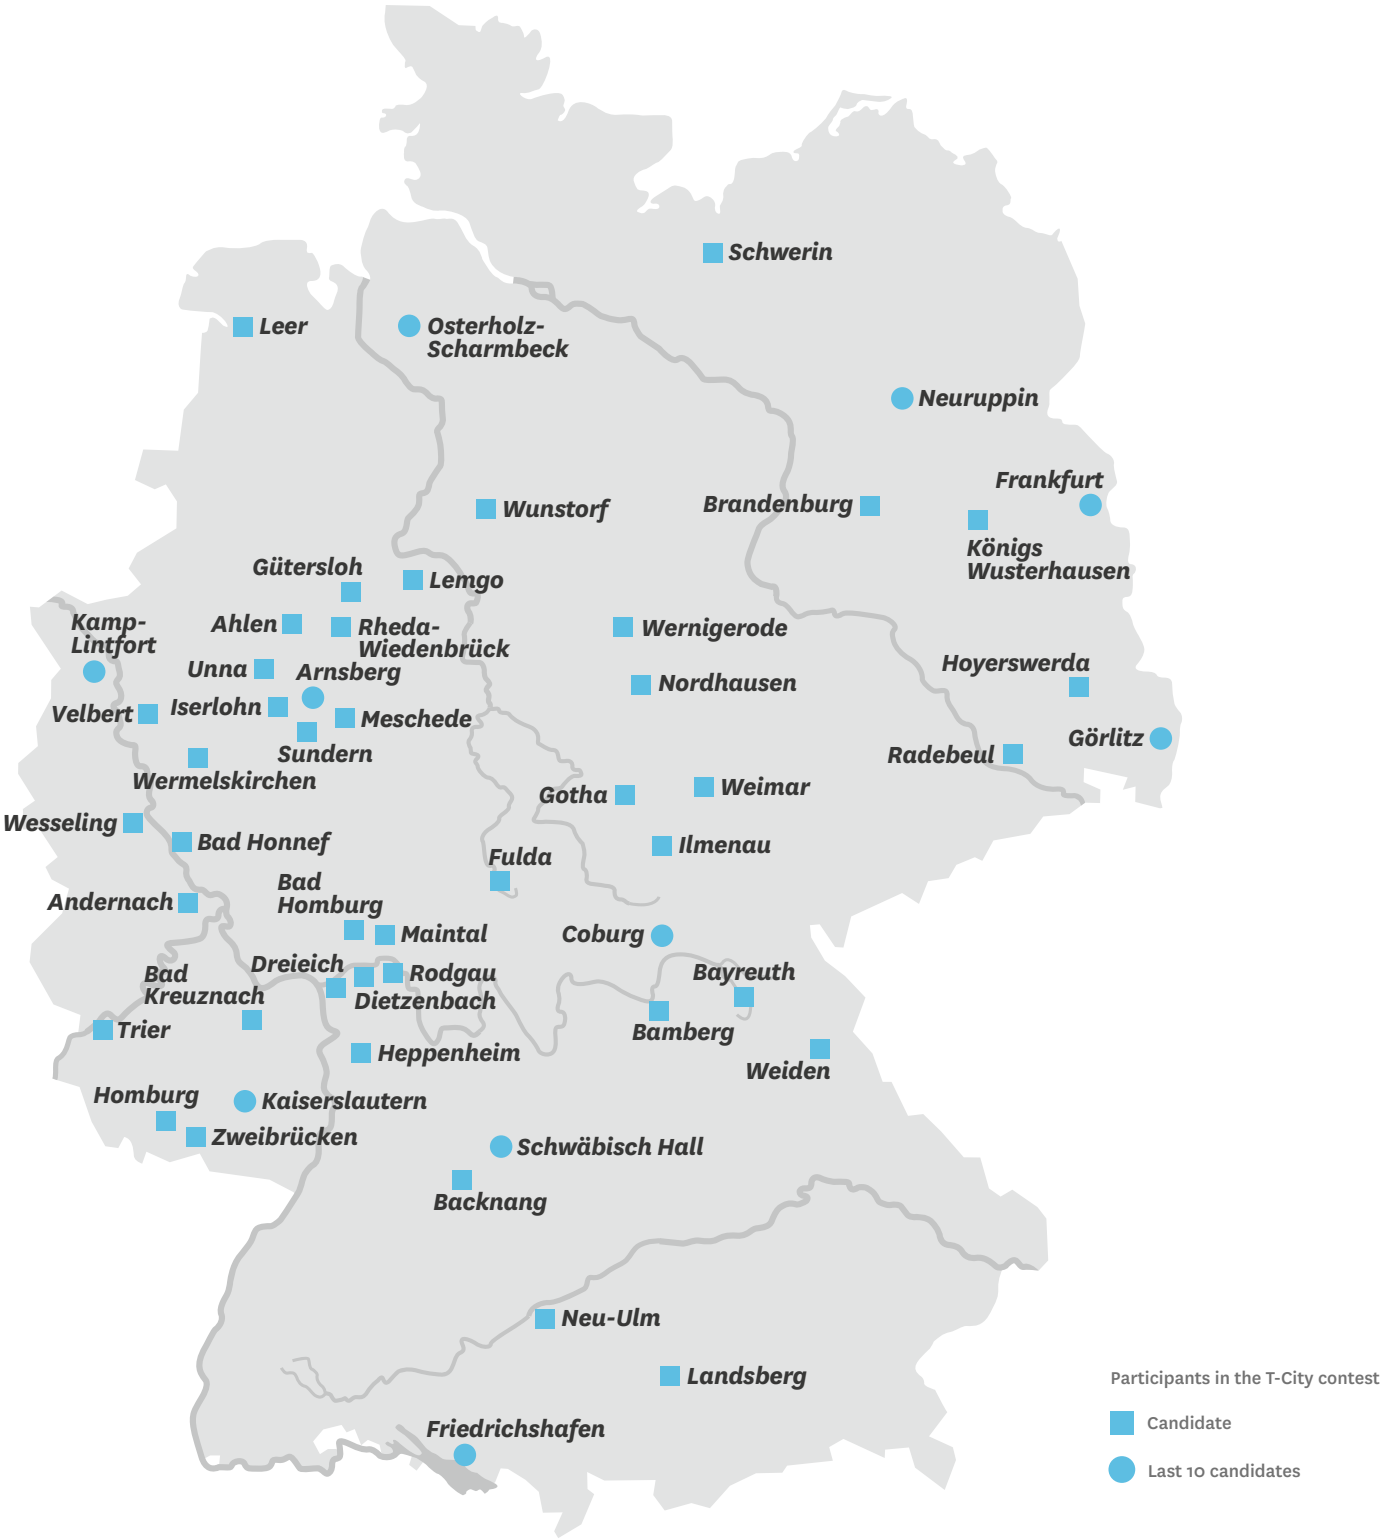 Schwerin
Leer
Osterholz-
Scharmbeck
Neuruppin
Frankfurt
Brandenburg
Wunstorf
Königs
Wusterhausen
Gütersloh
Lemgo
Kamp-
Lintfort
Ahlen
Rheda-
Wiedenbrück
Wernigerode
Unna
Arnsberg
Hoyerswerda
Nordhausen
Velbert
Iserlohn
Meschede
Sundern
Görlitz
Radebeul
Wermelskirchen
Gotha
Weimar
Wesseling
Bad Honnef
Ilmenau
Fulda
Bad
Homburg
Andernach
Maintal
Coburg
Dreieich
Rodgau
Bayreuth
Bad
Kreuznach
Dietzenbach
Trier
Bamberg
Heppenheim
Weiden
Homburg
Kaiserslautern
Zweibrücken
Schwäbisch Hall
Backnang
Neu-Ulm
Landsberg
Friedrichshafen
Participants in the T-City contest
Candidate
Last 10 candidates